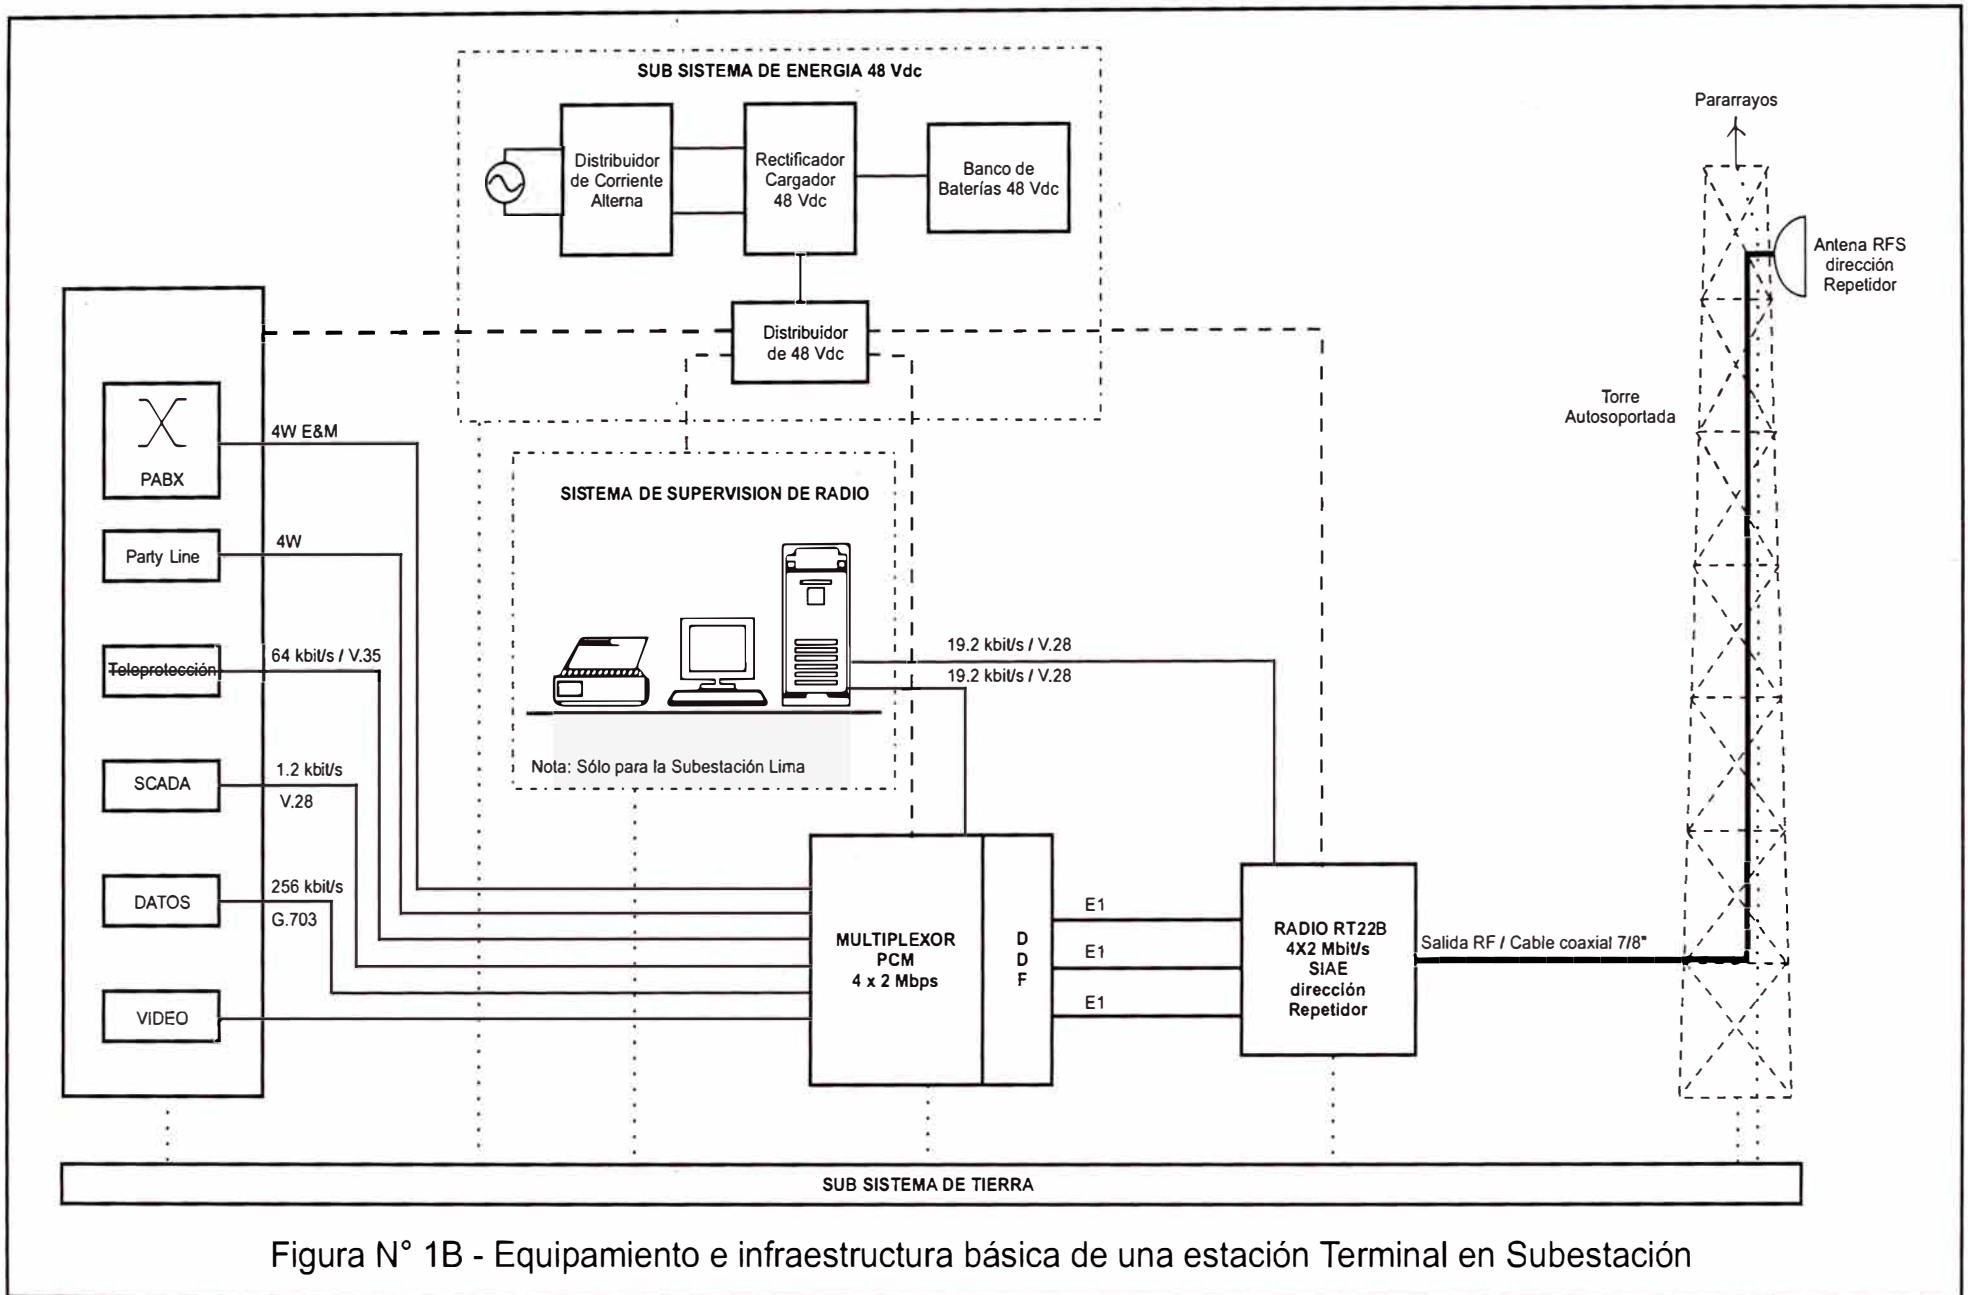 SUB SISTEMA DE ENERGIA 48 Vdc
Distribuidor
de Corriente
Alterna
Rectificador
Cargador
48 Vdc
Banco de
Baterías 48 Vdc
Distribuidor
de 48 Vdc
Pararrayos
Antena RFS
dirección
Repetidor
Torre
Autosoportada
PABX
4W E&M
Party Line
4W
Teleprotección
64 kbit/s / V.35
SCADA
1.2 kbit/s
V.28
DATOS
256 kbit/s
G.703
VIDEO
SISTEMA DE SUPERVISION DE RADIO
Nota: Sólo para la Subestación Lima
19.2 kbit/s / V.28
19.2 kbit/s / V.28
MULTIPLEXOR
PCM
4 x 2 Mbps
D
D
F
E1
E1
E1
RADIO RT22B
4X2 Mbit/s
SIAE
dirección
Repetidor
Salida RF / Cable coaxial 7/8"
SUB SISTEMA DE TIERRA
Figura N° 1B - Equipamiento e infraestructura básica de una estación Terminal en Subestación